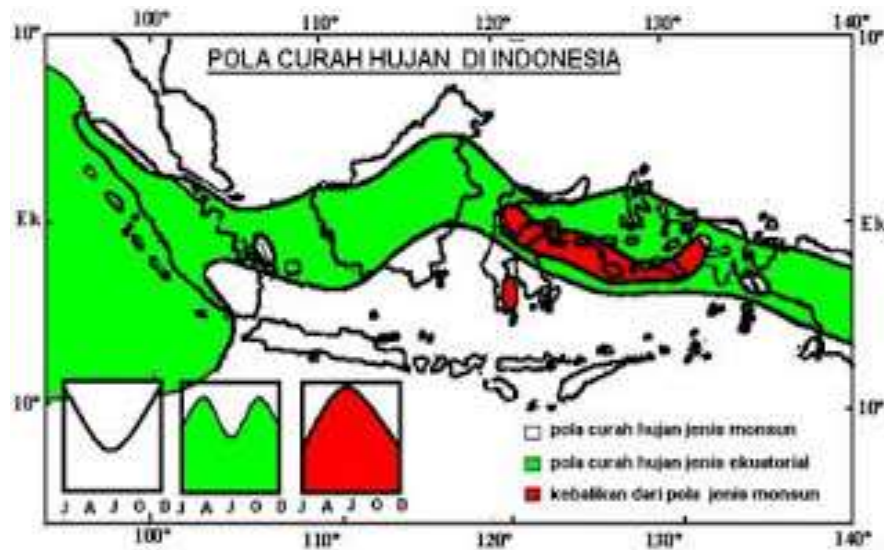 100° 110° 120° 130° 140°
10° 10°
POLA CURAH HUJAN DI INDONESIA
Ek Ek
10° 10°
pola curah hujan jenis monsun
pola curah hujan jenis ekuatorial
kebalikan dari pola jenis monsun
J A J O D J A J O D J A J O D
100° 110° 120° 130° 140°